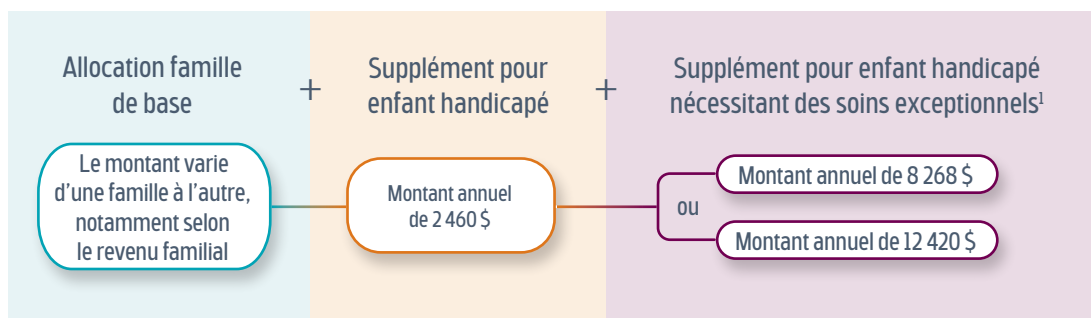 Allocation famille
de base
+
Supplément pour
enfant handicapé
+
Supplément pour enfant handicapé
nécessitant des soins exceptionnels¹
Le montant varie
d'une famille à l'autre,
notamment selon
le revenu familial
Montant annuel
de 2 460 $
Montant annuel de 8 268 $
ou
Montant annuel de 12 420 $